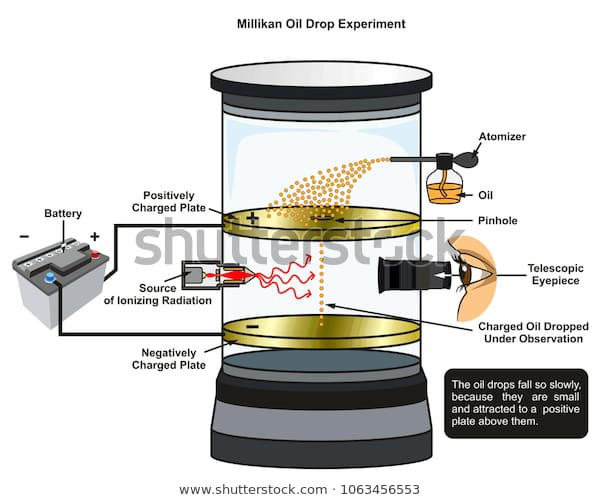 Millikan Oil Drop Experiment
Atomizer
Oil
Positively
Charged Plate
+
Pinhole
Battery
− +
shutterstock
Source
of Ionizing Radiation
Telescopic
Eyepiece
Charged Oil Dropped
Under Observation
−
Negatively
Charged Plate
The oil drops fall so slowly,
because they are small
and attracted to a positive
plate above them.
shutterstock
www.shutterstock.com · 1063456553